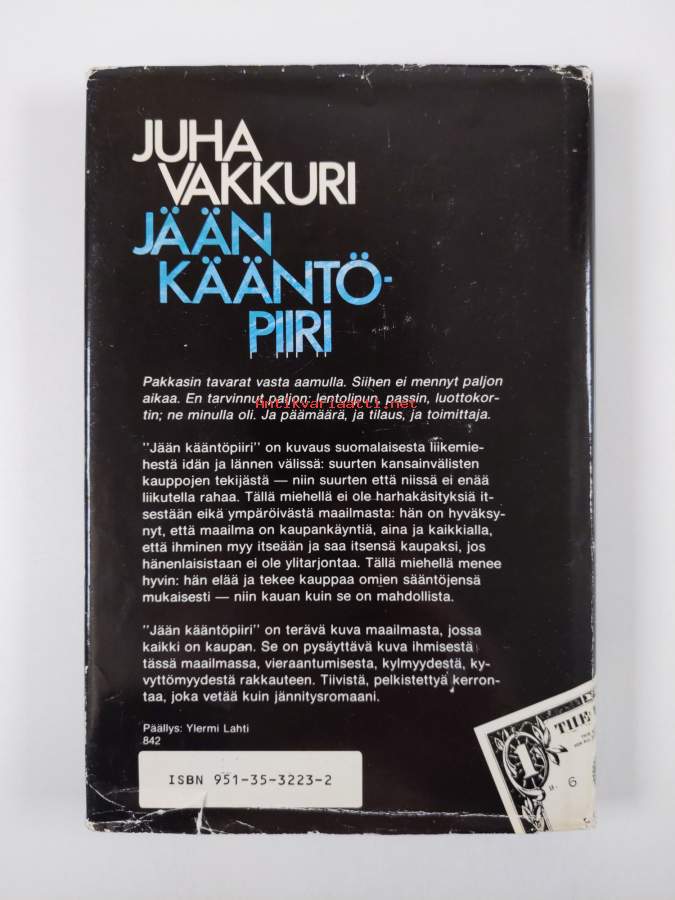 JUHA
VAKKURI
JÄÄN
KÄÄNTÖ-
PIIRI
Pakkasin tavarat vasta aamulla. Siihen ei mennyt paljon
aikaa. En tarvinnut paljon: lentolipun, passin, luottokor-
Antikvariaatti.net
tin; ne minulla oli. Ja päämäärä, ja tilaus, ja toimittaja.
"Jään kääntöpiiri" on kuvaus suomalaisesta liikemie-
hestä idän ja lännen välissä: suurten kansainvälisten
kauppojen tekijästä — niin suurten että niissä ei enää
liikutella rahaa. Tällä miehellä ei ole harhakäsityksiä it-
sestään eikä ympäröivästä maailmasta: hän on hyväksy-
nyt, että maailma on kaupankäyntiä, aina ja kaikkialla,
että ihminen myy itseään ja saa itsensä kaupaksi, jos
hänenlaisistaan ei ole ylitarjontaa. Tällä miehellä menee
hyvin: hän elää ja tekee kauppaa omien sääntöjensä
mukaisesti — niin kauan kuin se on mahdollista.
"Jään kääntöpiiri" on terävä kuva maailmasta, jossa
kaikki on kaupan. Se on pysäyttävä kuva ihmisestä
tässä maailmassa, vieraantumisesta, kylmyydestä, ky-
vyttömyydestä rakkauteen. Tiivistä, pelkistettyä kerron-
taa, joka vetää kuin jännitysromaani.
Päällys: Ylermi Lahti
842
ISBN 951-35-3223-2
THE
1
6